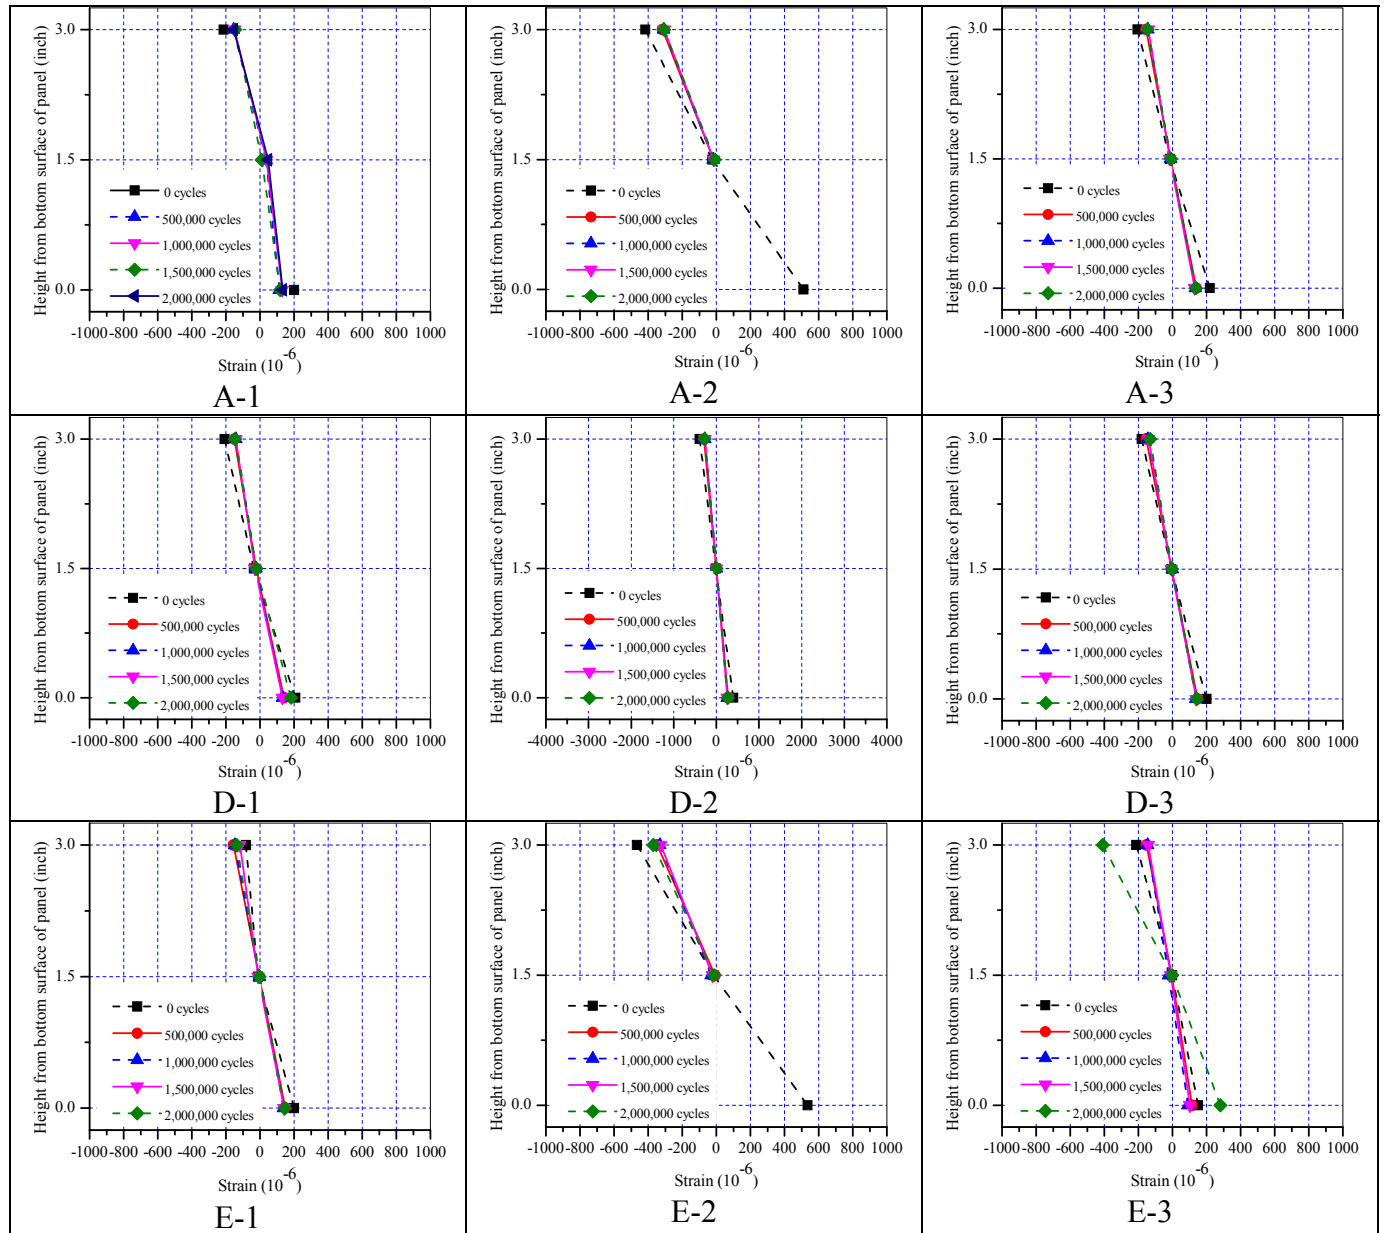 Height from bottom surface of panel (inch)
3.0
1.5
0.0
0 cycles
500,000 cycles
1,000,000 cycles
1,500,000 cycles
2,000,000 cycles
-1000 -800 -600 -400 -200 0 200 400 600 800 1000
Strain (10-6)
A-1
Height from bottom surface of panel (inch)
3.0
1.5
0.0
0 cycles
500,000 cycles
1,000,000 cycles
1,500,000 cycles
2,000,000 cycles
-1000 -800 -600 -400 -200 0 200 400 600 800 1000
Strain (10-6)
A-2
Height from bottom surface of panel (inch)
3.0
1.5
0.0
0 cycles
500,000 cycles
1,000,000 cycles
1,500,000 cycles
2,000,000 cycles
-1000 -800 -600 -400 -200 0 200 400 600 800 1000
Strain (10-6)
A-3
Height from bottom surface of panel (inch)
3.0
1.5
0.0
0 cycles
500,000 cycles
1,000,000 cycles
1,500,000 cycles
2,000,000 cycles
-1000 -800 -600 -400 -200 0 200 400 600 800 1000
Strain (10-6)
D-1
Height from bottom surface of panel (inch)
3.0
1.5
0.0
0 cycles
500,000 cycles
1,000,000 cycles
1,500,000 cycles
2,000,000 cycles
-4000 -3000 -2000 -1000 0 1000 2000 3000 4000
Strain (10-6)
D-2
Height from bottom surface of panel (inch)
3.0
1.5
0.0
0 cycles
500,000 cycles
1,000,000 cycles
1,500,000 cycles
2,000,000 cycles
-1000 -800 -600 -400 -200 0 200 400 600 800 1000
Strain (10-6)
D-3
Height from bottom surface of panel (inch)
3.0
1.5
0.0
0 cycles
500,000 cycles
1,000,000 cycles
1,500,000 cycles
2,000,000 cycles
-1000 -800 -600 -400 -200 0 200 400 600 800 1000
Strain (10-6)
E-1
Height from bottom surface of panel (inch)
3.0
1.5
0.0
0 cycles
500,000 cycles
1,000,000 cycles
1,500,000 cycles
2,000,000 cycles
-1000 -800 -600 -400 -200 0 200 400 600 800 1000
Strain (10-6)
E-2
Height from bottom surface of panel (inch)
3.0
1.5
0.0
0 cycles
500,000 cycles
1,000,000 cycles
1,500,000 cycles
2,000,000 cycles
-1000 -800 -600 -400 -200 0 200 400 600 800 1000
Strain (10-6)
E-3